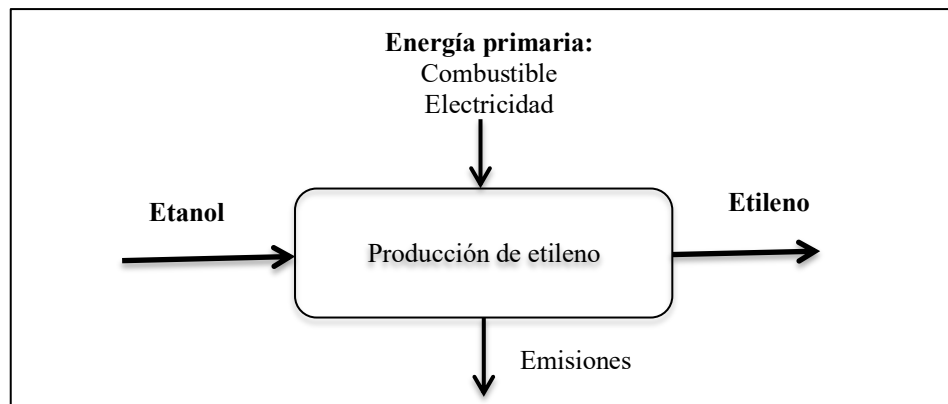 Energía primaria:
Combustible
Electricidad
Etanol
Etileno
Producción de etileno
Emisiones